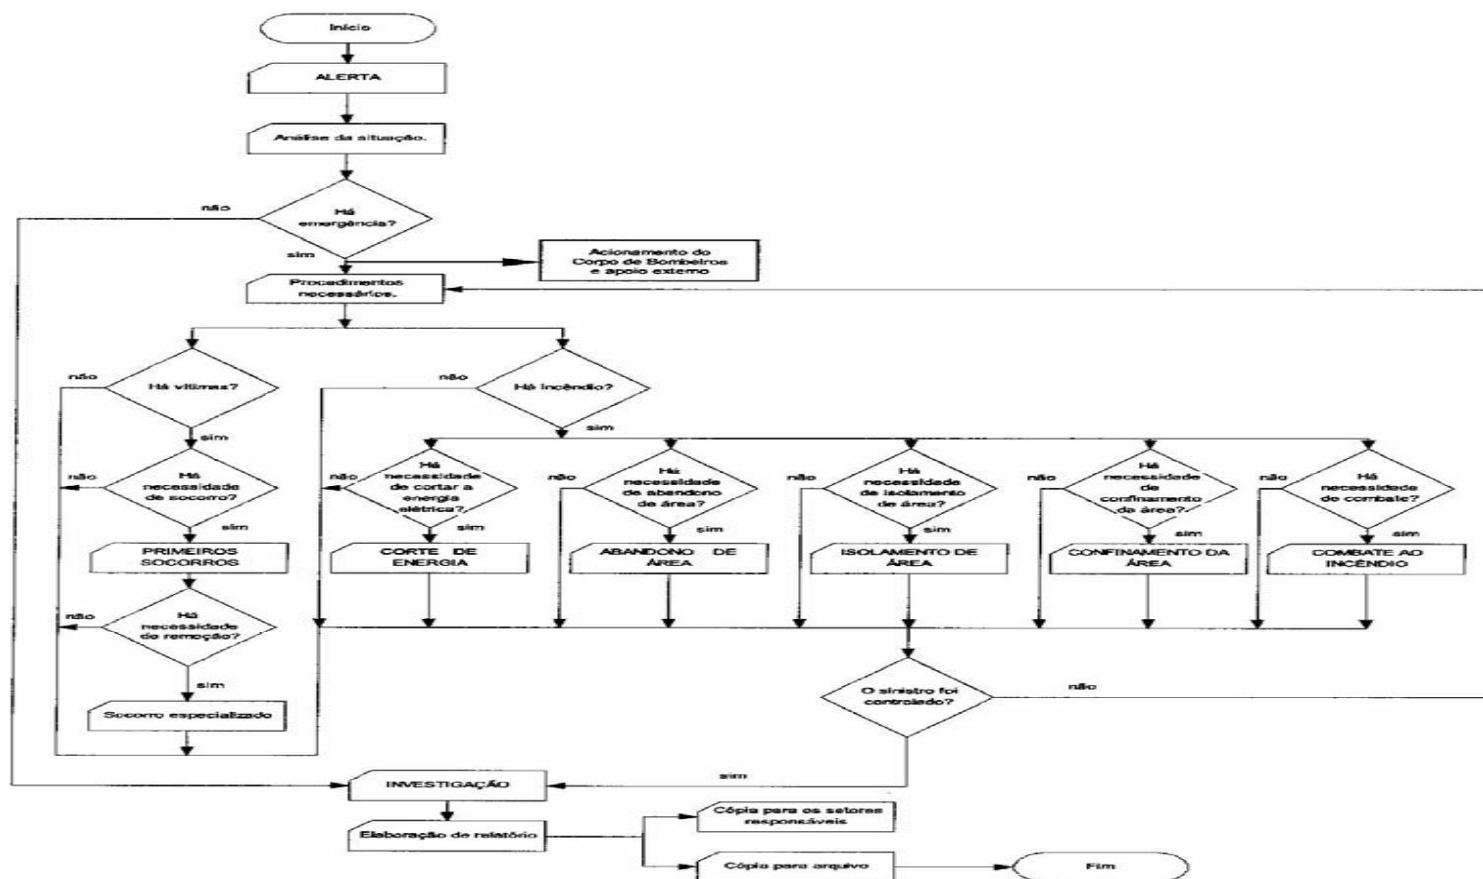 Início
ALERTA
Análise da situação.
não
Há
emergência?
sim
Acionamento do
Corpo de Bombeiros
e apoio externo
Procedimentos
necessários.
não
Há vítimas?
sim
não
Há incêndio?
sim
não
Há
necessidade
de socorro?
sim
não
Há
necessidade
de cortar a
energia
elétrica?
sim
não
Há
necessidade
de abandono
de área?
sim
não
Há
necessidade
de isolamento
de área?
sim
não
Há
necessidade
de
confinamento
da área?
sim
não
Há
necessidade
de combate?
sim
PRIMEIROS
SOCORROS
CORTE DE
ENERGIA
ABANDONO DE
ÁREA
ISOLAMENTO DE
ÁREA
CONFINAMENTO DA
ÁREA
COMBATE AO
INCÊNDIO
não
Há
necessidade
de remoção?
sim
Socorro especializado
O sinistro foi
controlado?
não
sim
INVESTIGAÇÃO
Elaboração de relatório
Cópia para os setores
responsáveis
Cópia para arquivo
Fim